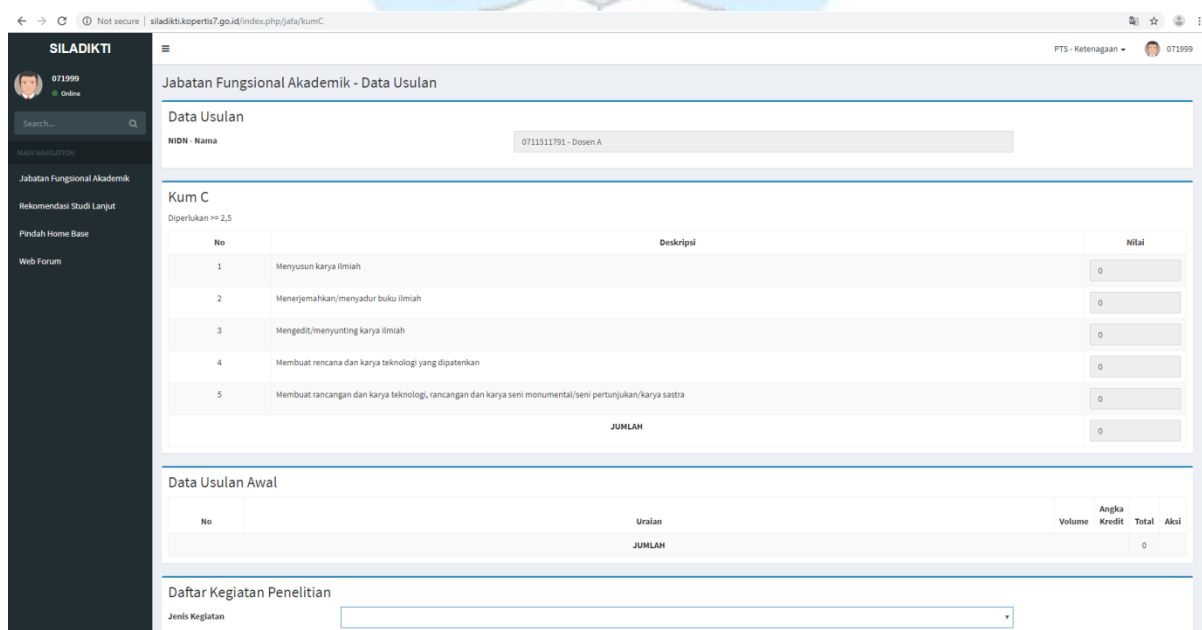 Not secure | siladikti.kopertis7.go.id/index.php/jafa/kumC
SILADIKTI
PTS - Ketenagaan
071999
071999
Online
Search...
MAIN NAVIGATION
Jabatan Fungsional Akademik
Rekomendasi Studi Lanjut
Pindah Home Base
Web Forum
Jabatan Fungsional Akademik - Data Usulan
Data Usulan
NIDN - Nama 0711511791 - Dosen A
Kum C
Diperlukan >= 2,5
No Deskripsi Nilai
1 Menyusun karya ilmiah 0
2 Menerjemahkan/menyadur buku ilmiah 0
3 Mengedit/menyunting karya ilmiah 0
4 Membuat rencana dan karya teknologi yang dipatenkan 0
5 Membuat rancangan dan karya teknologi, rancangan dan karya seni monumental/seni pertunjukan/karya sastra 0
JUMLAH 0
Data Usulan Awal
No Uraian Volume Angka Kredit Total Aksi
JUMLAH 0
Daftar Kegiatan Penelitian
Jenis Kegiatan